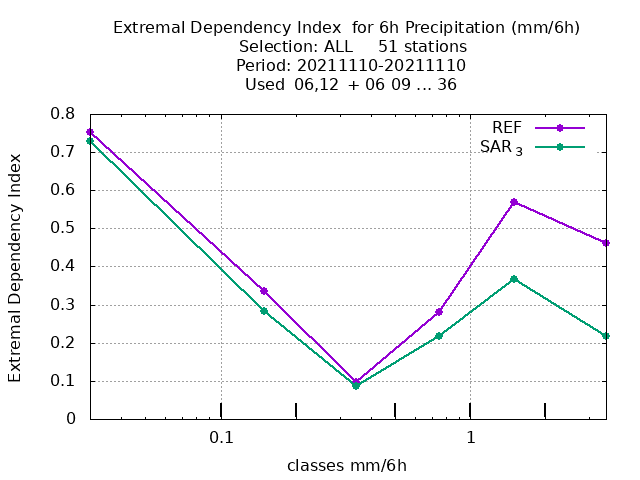 Extremal Dependency Index for 6h Precipitation (mm/6h)
Selection: ALL 51 stations
Period: 20211110-20211110
Used 06,12 + 06 09 ... 36
REF
SAR 3
0.8
0.7
0.6
0.5
0.4
0.3
0.2
0.1
0
Extremal Dependency Index
0.1 1
classes mm/6h